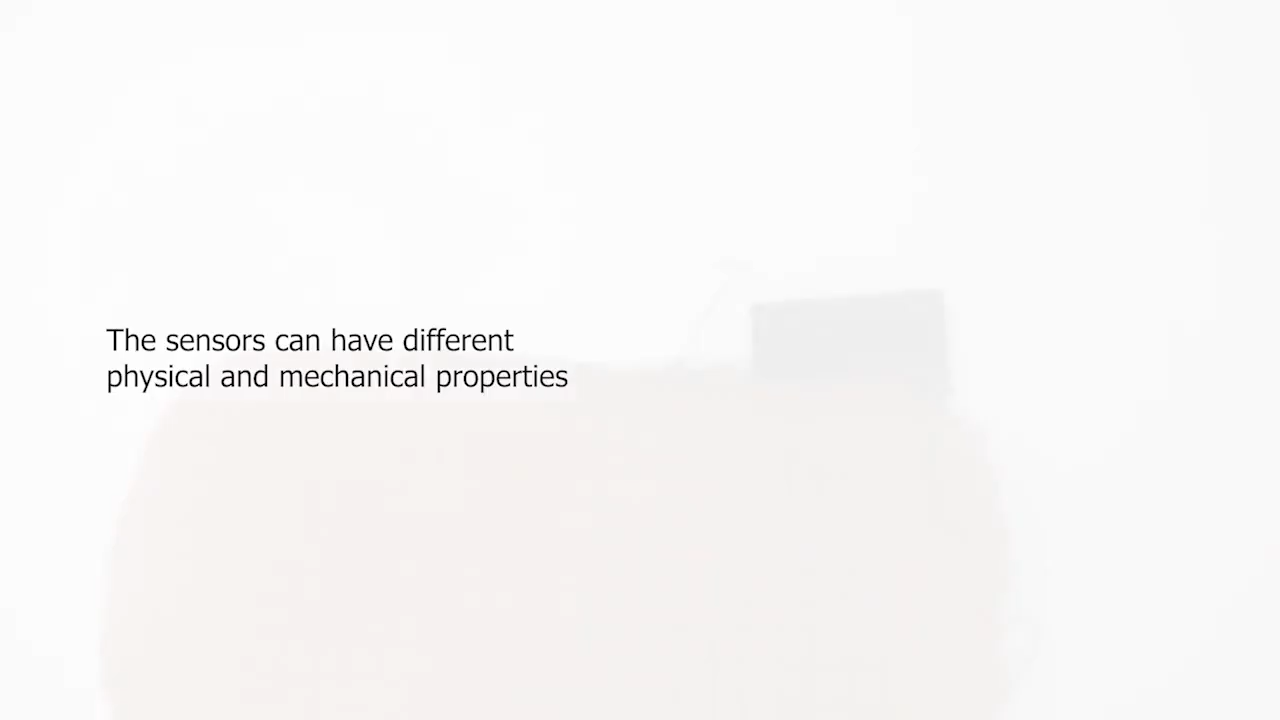 The sensors can have different
physical and mechanical properties